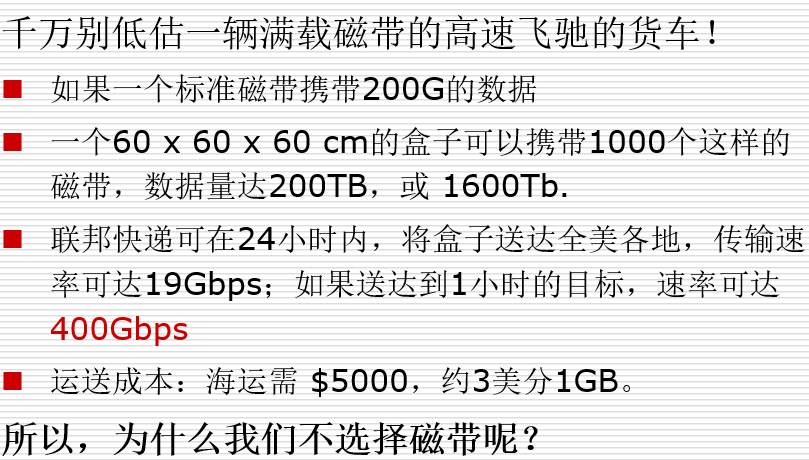 千万别低估一辆满载磁带的高速飞驰的货车！
如果一个标准磁带携带200G的数据
一个60 x 60 x 60 cm的盒子可以携带1000个这样的
磁带，数据量达200TB，或 1600Tb.
联邦快递可在24小时内，将盒子送达全美各地，传输速
率可达19Gbps；如果送达到1小时的目标，速率可达
400Gbps
运送成本：海运需 $5000，约3美分1GB。
所以，为什么我们不选择磁带呢？